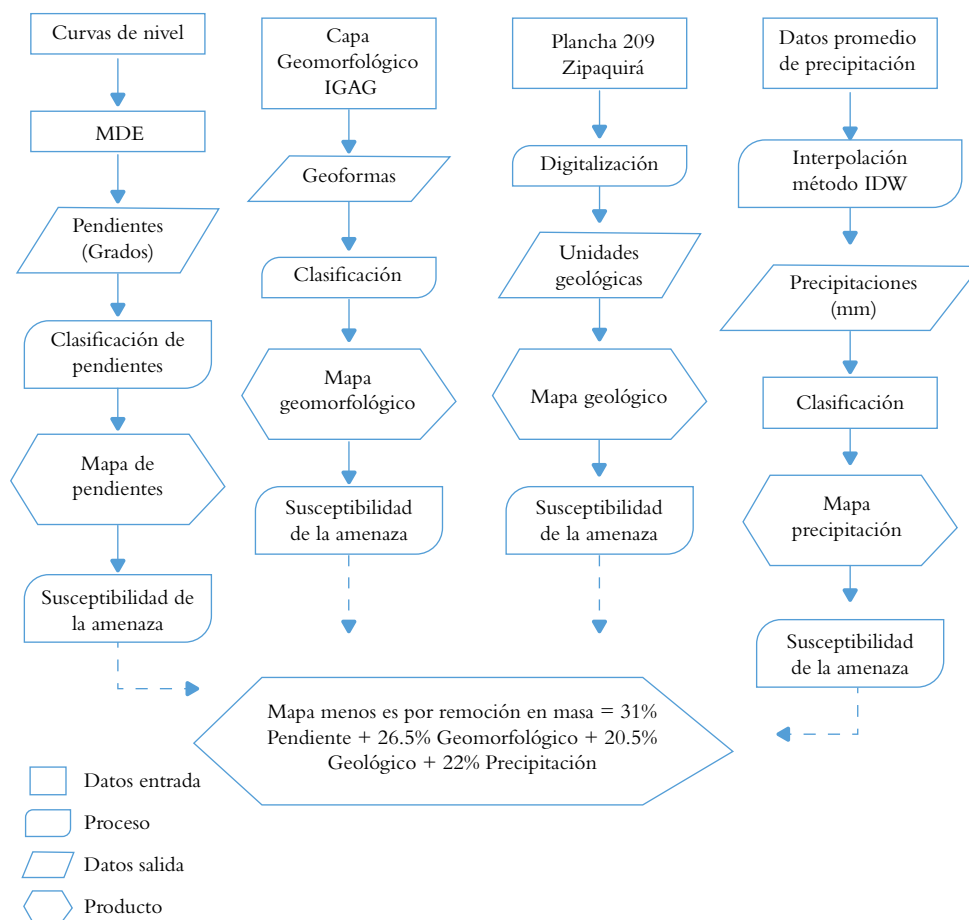 Curvas de nivel
MDE
Pendientes
(Grados)
Clasificación de
pendientes
Mapa de
pendientes
Susceptibilidad de
la amenaza
Capa
Geomorfológico
IGAG
Geoformas
Clasificación
Mapa
geomorfológico
Susceptibilidad
de la amenaza
Plancha 209
Zipaquirá
Digitalización
Unidades
geológicas
Mapa geológico
Susceptibilidad
de la amenaza
Datos promedio
de precipitación
Interpolación
método IDW
Precipitaciones
(mm)
Clasificación
Mapa
precipitación
Susceptibilidad
de la amenaza
Mapa menos es por remoción en masa = 31%
Pendiente + 26.5% Geomorfológico + 20.5%
Geológico + 22% Precipitación
Datos entrada
Proceso
Datos salida
Producto